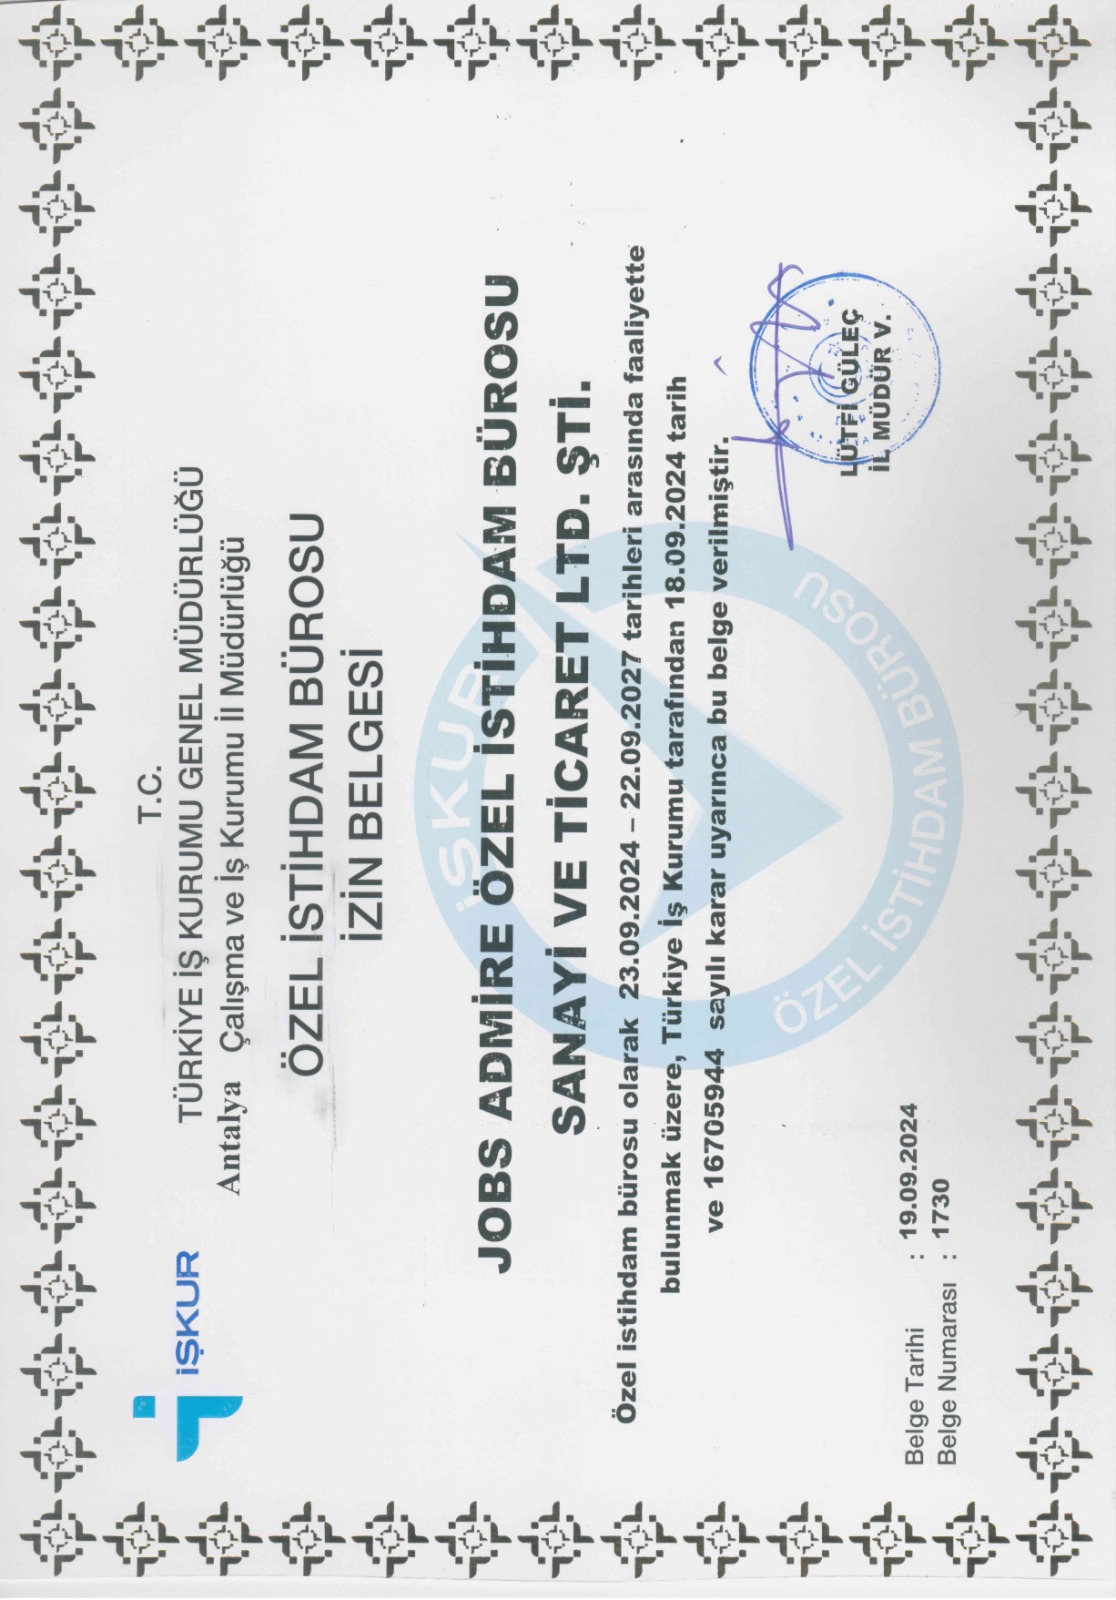 İŞKUR
T.C.
TÜRKİYE İŞ KURUMU GENEL MÜDÜRLÜĞÜ
Antalya Çalışma ve İş Kurumu İl Müdürlüğü
ÖZEL İSTİHDAM BÜROSU
İZİN BELGESİ
İŞKUR
JOBS ADMİRE ÖZEL İSTİHDAM BÜROSU
SANAYİ VE TİCARET LTD. ŞTİ.
Özel istihdam bürosu olarak 23.09.2024 – 22.09.2027 tarihleri arasında faaliyette
bulunmak üzere, Türkiye İş Kurumu tarafından 18.09.2024 tarih
ve 16705944 sayılı karar uyarınca bu belge verilmiştir.
ÖZEL İSTİHDAM BÜROSU
LÜTFİ GÜLEÇ
İL MÜDÜR V.
Belge Tarihi : 19.09.2024
Belge Numarası : 1730